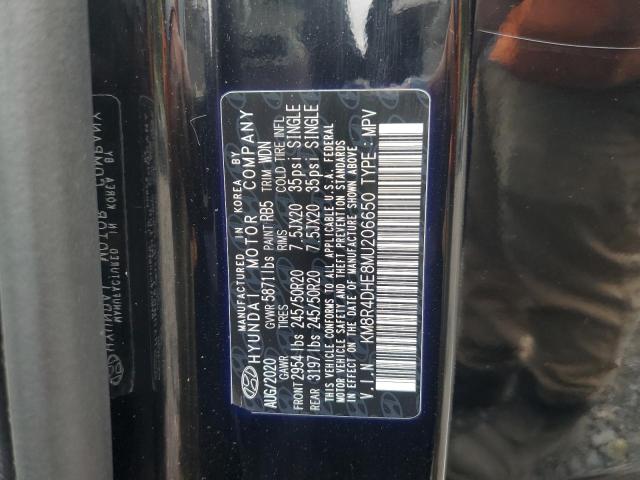 MANUFACTURED IN KOREA BY
HYUNDAI MOTOR COMPANY
AUG/2020 GVWR 5871 lbs PAINT RB5 TRIM WDN
GAWR TIRES RIMS COLD TIRE INFL
FRONT 2954 lbs 245/50R20 7.5JX20 35psi SINGLE
REAR 3197 lbs 245/50R20 7.5JX20 35psi SINGLE
THIS VEHICLE CONFORMS TO ALL APPLICABLE U.S.A. FEDERAL
MOTOR VEHICLE SAFETY AND THEFT PREVENTION STANDARDS
IN EFFECT ON THE DATE OF MANUFACTURE SHOWN ABOVE.
V.I.N: KM8R4DHE8MU206650 TYPE : MPV